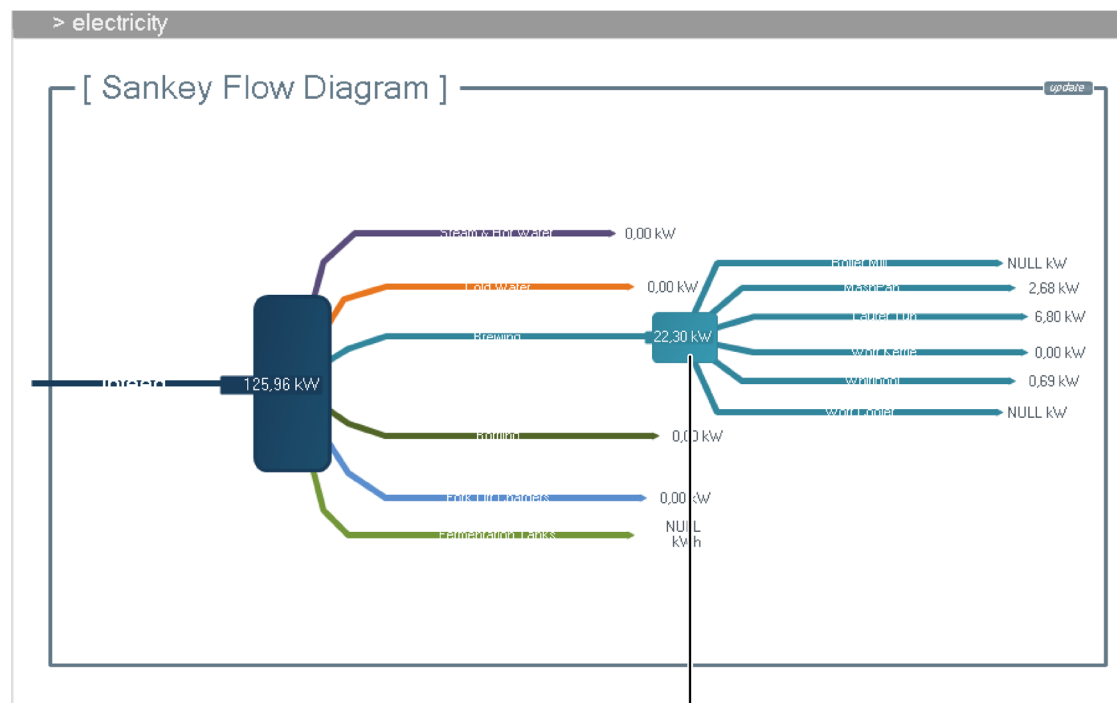 > electricity
[ Sankey Flow Diagram ]
update
Steam & Hot Water
0,00 kW
Cold Water
0,00 kW
Brewing
22,30 kW
Boiler Mill
NULL kW
MashPan
2,68 kW
Lauter Tun
6,80 kW
Wort Kettle
0,00 kW
Whirlpool
0,69 kW
Wort Cooler
NULL kW
Infeed
125,96 kW
Bottling
0,00 kW
Fork Lift Chargers
0,00 kW
Fermentation Tanks
NULL
kWh